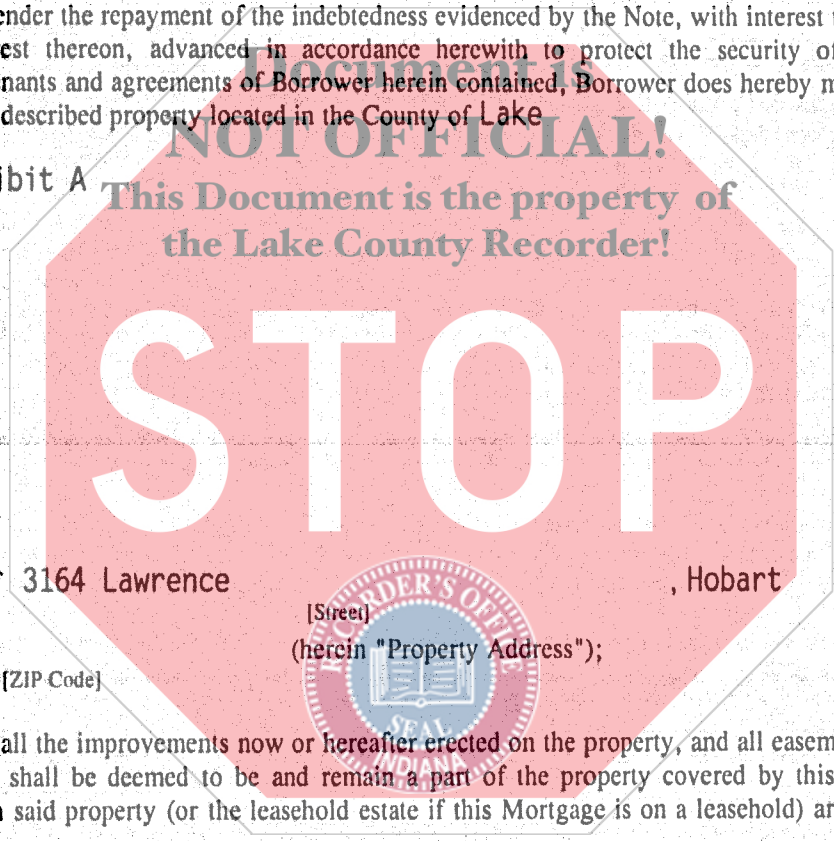 ender the repayment of the indebtedness evidenced by the Note, with interest
est thereon, advanced in accordance herewith to protect the security of
nants and agreements of Borrower herein contained, Borrower does hereby m
described property located in the County of Lake
Document is
NOT OFFICIAL!
ibit A
This Document is the property of
the Lake County Recorder!
STOP
3164 Lawrence , Hobart
[Street]
(herein "Property Address");
[ZIP Code]
RECORDER'S OFFICE
SEAL
INDIANA
all the improvements now or hereafter erected on the property, and all easem
shall be deemed to be and remain a part of the property covered by this
said property (or the leasehold estate if this Mortgage is on a leasehold) ar